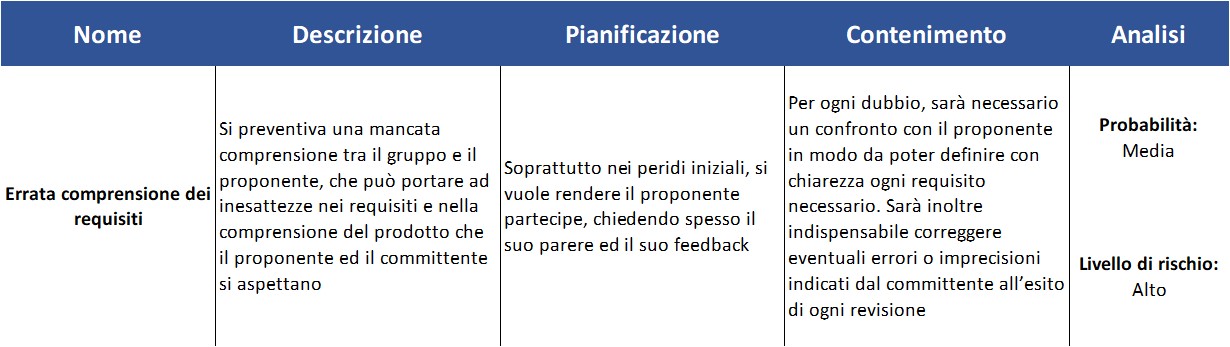 Nome
Descrizione
Pianificazione
Contenimento
Analisi
Errata comprensione dei
requisiti
Si preventiva una mancata
comprensione tra il gruppo e il
proponente, che può portare ad
inesattezze nei requisiti e nella
comprensione del prodotto che
il proponente ed il committente
si aspettano
Soprattutto nei peridi iniziali, si
vuole rendere il proponente
partecipe, chiedendo spesso il
suo parere ed il suo feedback
Per ogni dubbio, sarà necessario
un confronto con il proponente
in modo da poter definire con
chiarezza ogni requisito
necessario. Sarà inoltre
indispensabile correggere
eventuali errori o imprecisioni
indicati dal committente all’esito
di ogni revisione
Probabilità:
Media
Livello di rischio:
Alto